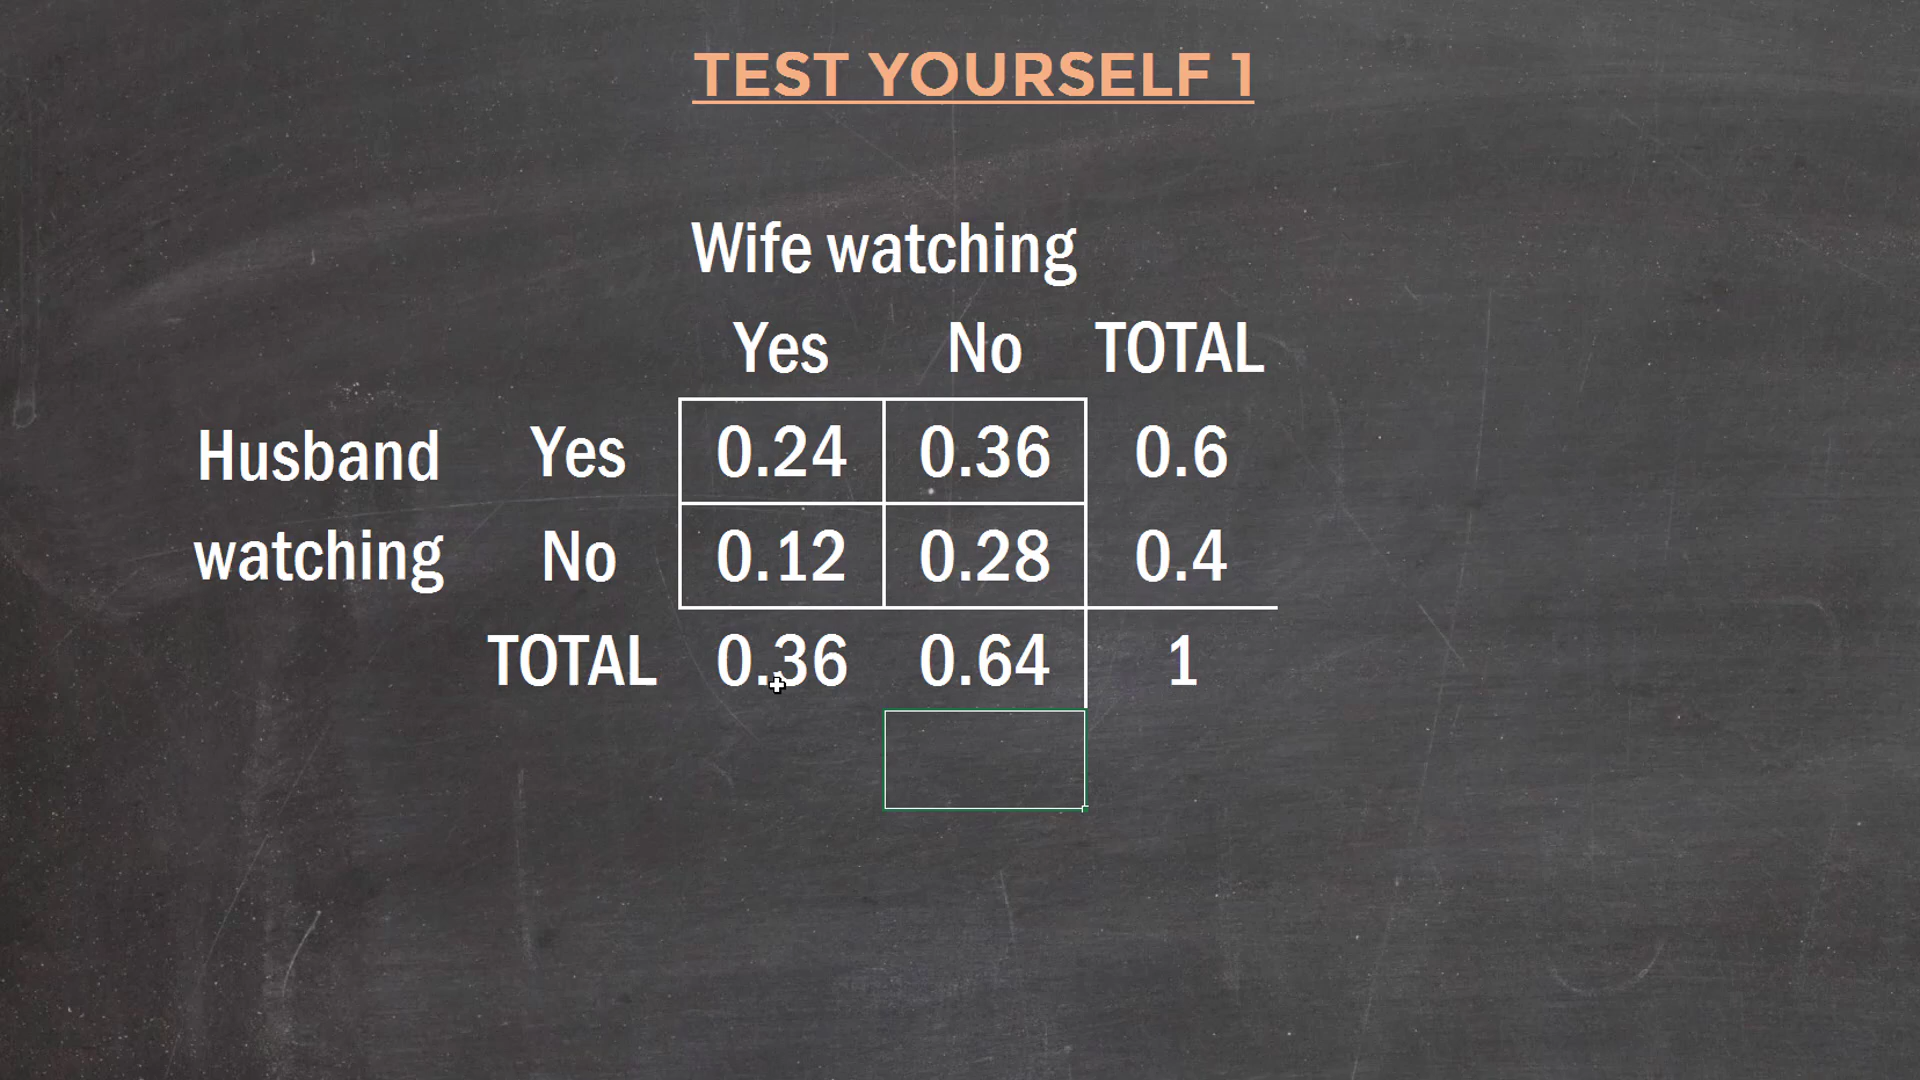 TEST YOURSELF 1
Wife watching
Yes No TOTAL
Husband Yes 0.24 0.36 0.6
watching No 0.12 0.28 0.4
TOTAL 0.36 0.64 1